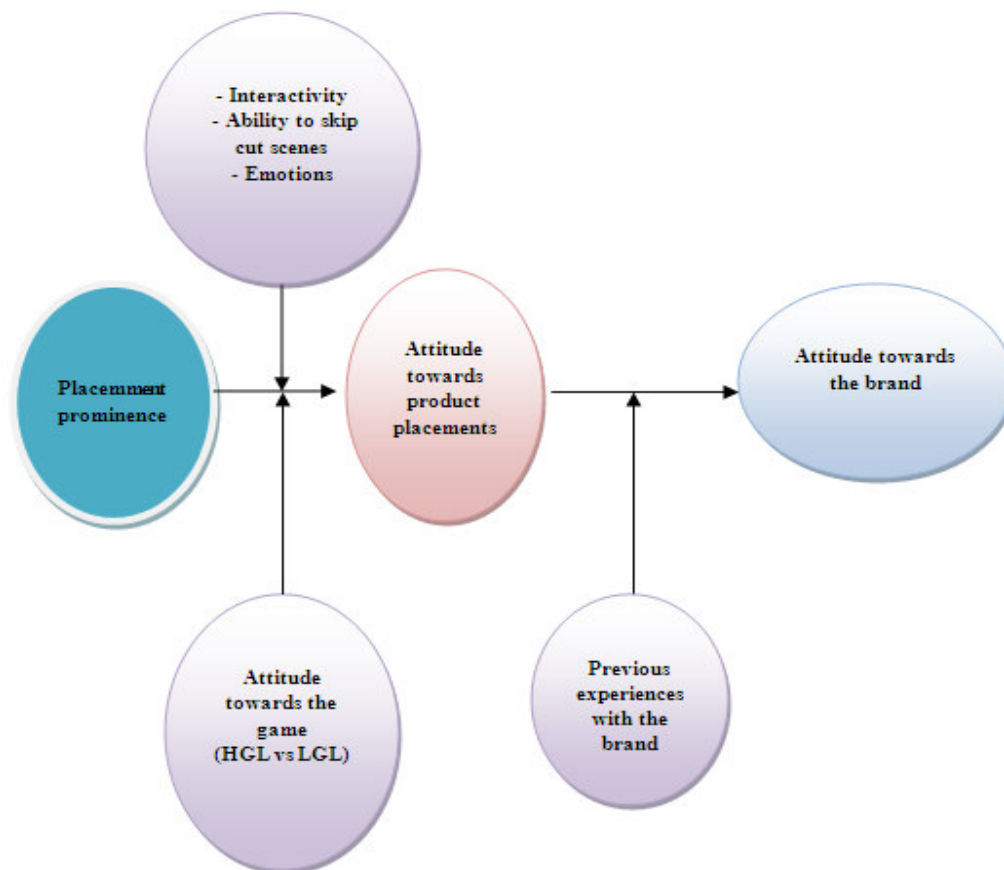 - Interactivity
- Ability to skip
cut scenes
- Emotions
Placemment
prominence
Attitude
towards
product
placements
Attitude towards
the brand
Attitude
towards the
game
(HGL vs LGL)
Previous
experiences
with the
brand